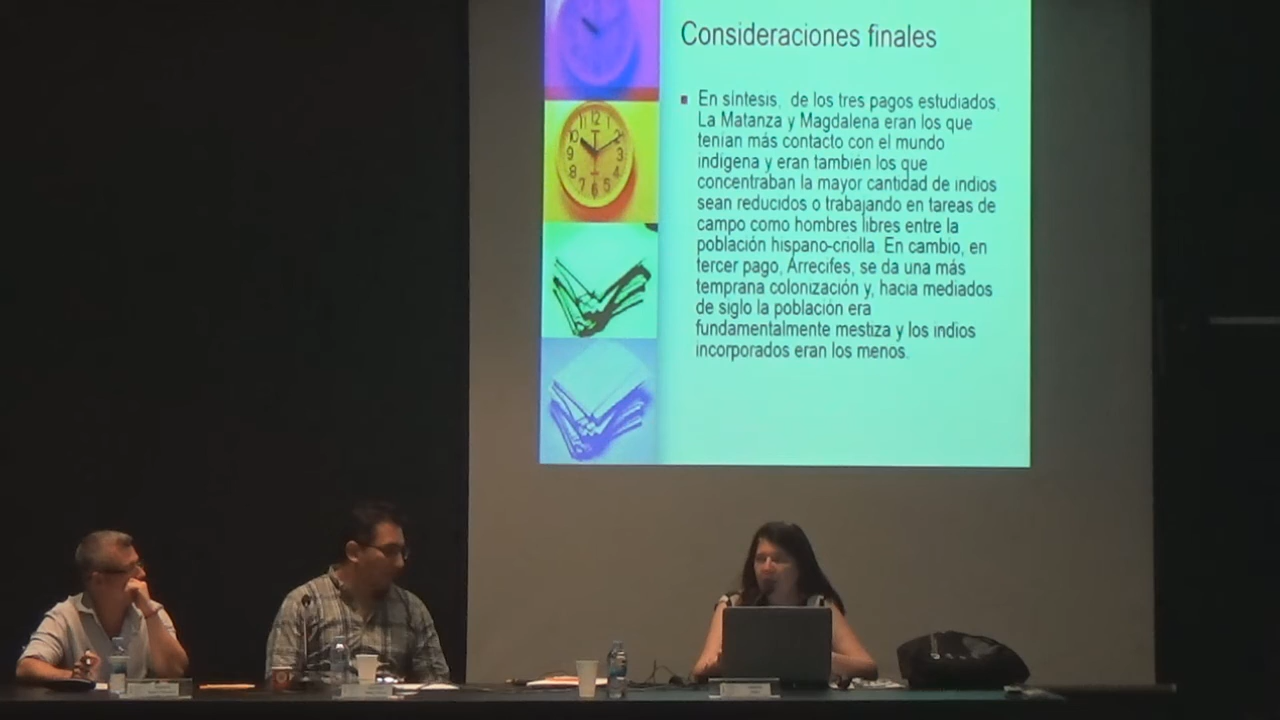 Consideraciones finales
En síntesis, de los tres pagos estudiados,
La Matanza y Magdalena eran los que
tenían más contacto con el mundo
indígena y eran también los que
concentraban la mayor cantidad de indios
sean reducidos o trabajando en tareas de
campo como hombres libres entre la
población hispano-criolla. En cambio, en
tercer pago, Arrecifes, se da una más
temprana colonización y, hacia mediados
de siglo la población era
fundamentalmente mestiza y los indios
incorporados eran los menos.